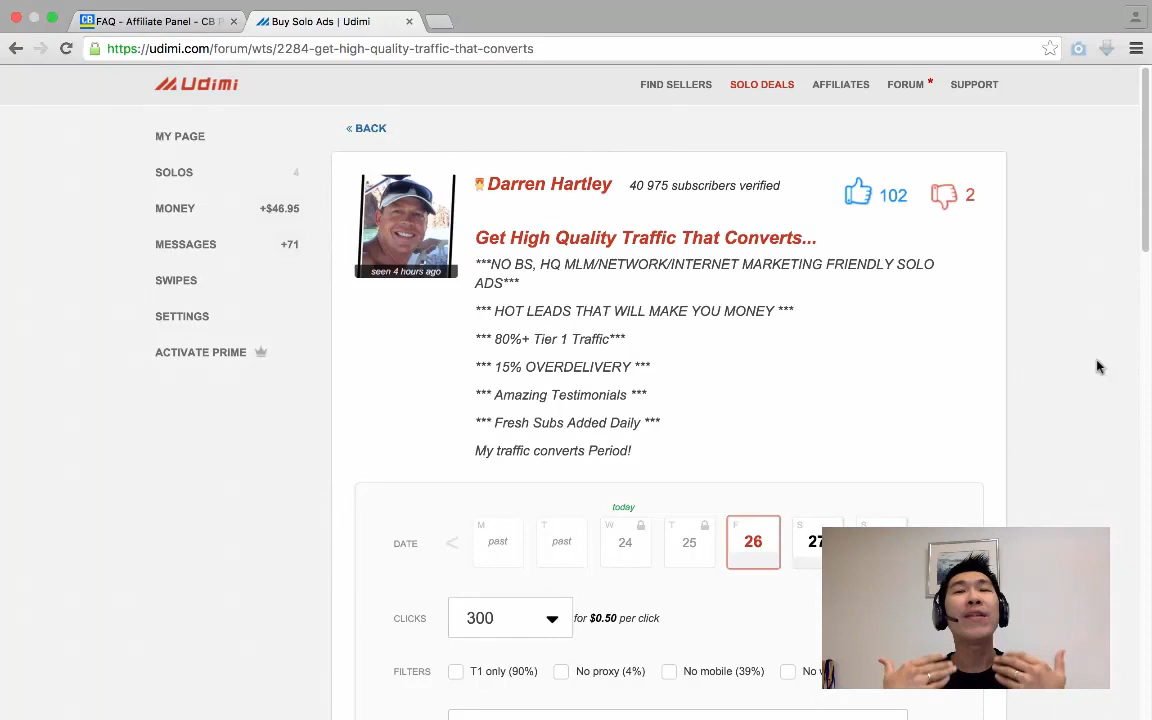 FAQ - Affiliate Panel - CB P
Buy Solo Ads | Udimi
https://udimi.com/forum/wts/2284-get-high-quality-traffic-that-converts
Udimi
FIND SELLERS SOLO DEALS AFFILIATES FORUM * SUPPORT
MY PAGE
SOLOS 4
MONEY +$46.95
MESSAGES +71
SWIPES
SETTINGS
ACTIVATE PRIME
« BACK
seen 4 hours ago
Darren Hartley 40 975 subscribers verified 102 2
Get High Quality Traffic That Converts...
***NO BS, HQ MLM/NETWORK/INTERNET MARKETING FRIENDLY SOLO
ADS***
*** HOT LEADS THAT WILL MAKE YOU MONEY ***
*** 80%+ Tier 1 Traffic***
*** 15% OVERDELIVERY ***
*** Amazing Testimonials ***
*** Fresh Subs Added Daily ***
My traffic converts Period!
today
M T W T F S S
DATE < past past 24 25 26 27
CLICKS 300 for $0.50 per click
FILTERS T1 only (90%) No proxy (4%) No mobile (39%) No